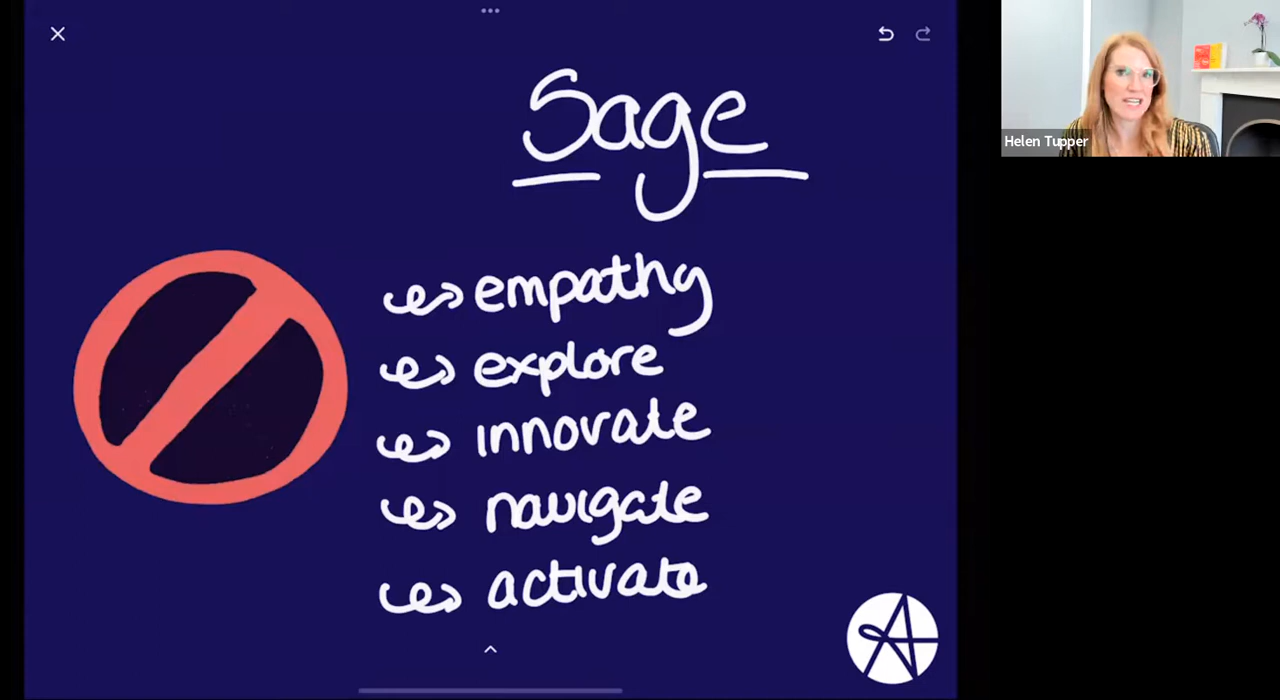 Sage
empathy
explore
innovate
navigate
activate
Helen Tupper